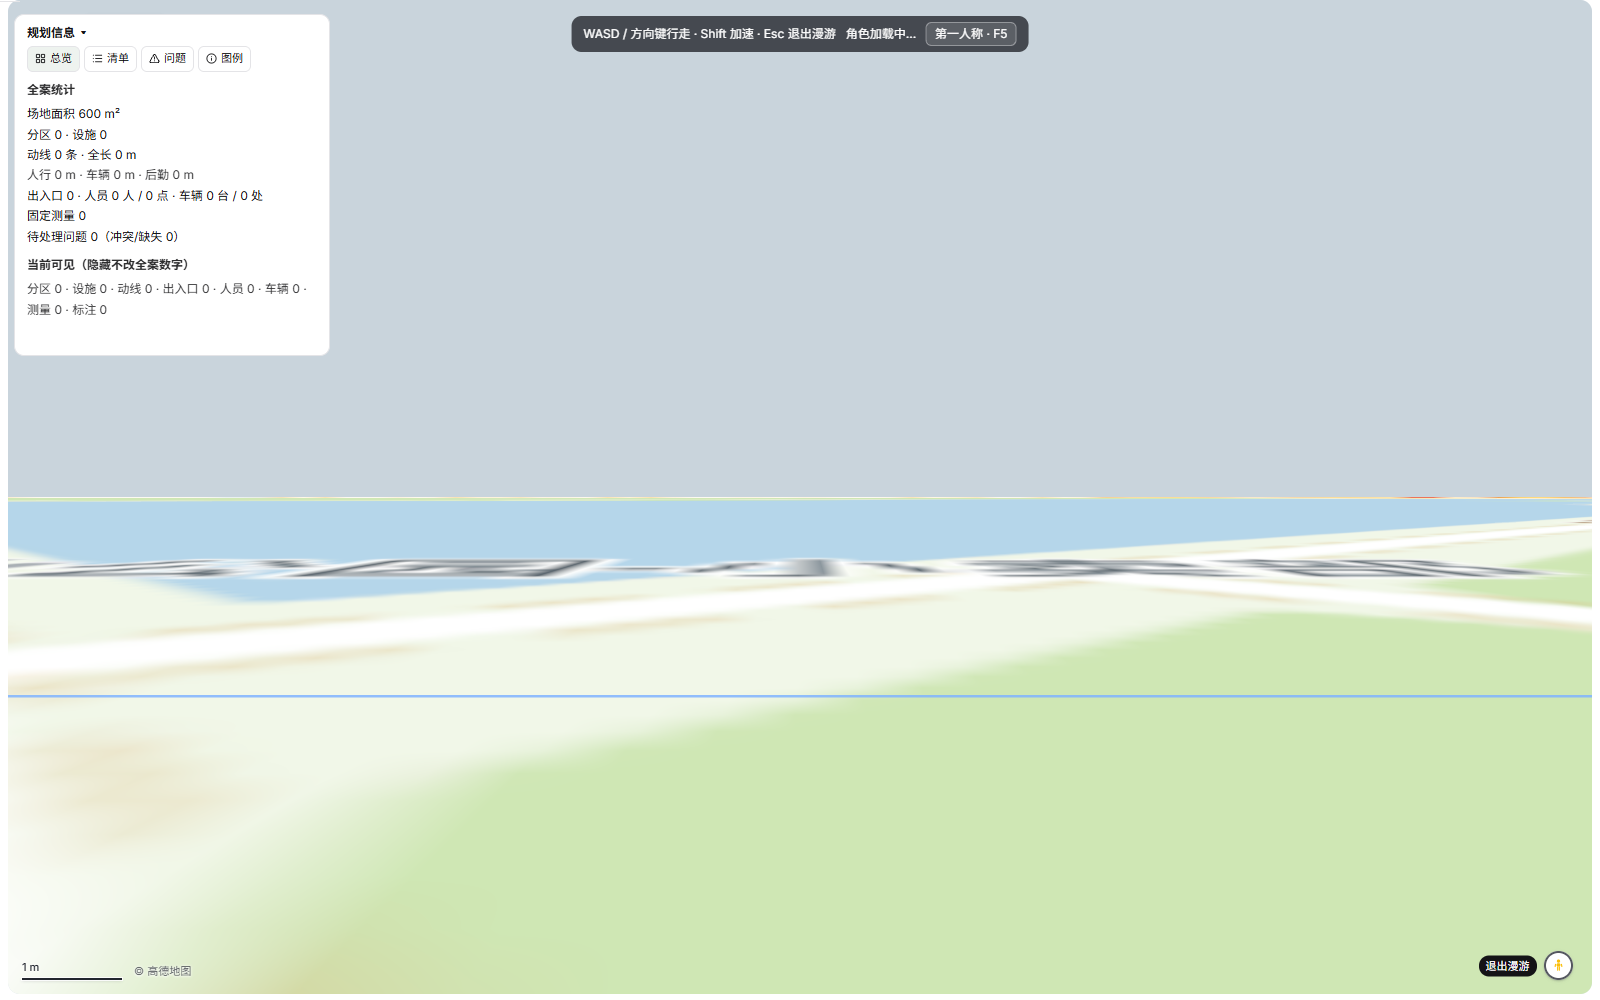 规划信息
总览 清单 问题 图例
全案统计
场地面积 600 m²
分区 0 · 设施 0
动线 0 条 · 全长 0 m
人行 0 m · 车辆 0 m · 后勤 0 m
出入口 0 · 人员 0 人 / 0 点 · 车辆 0 台 / 0 处
固定测量 0
待处理问题 0（冲突/缺失 0）
当前可见（隐藏不改全案数字）
分区 0 · 设施 0 · 动线 0 · 出入口 0 · 人员 0 · 车辆 0 ·
测量 0 · 标注 0
WASD / 方向键行走 · Shift 加速 · Esc 退出漫游 角色加载中... 第一人称 · F5
1 m
© 高德地图
退出漫游